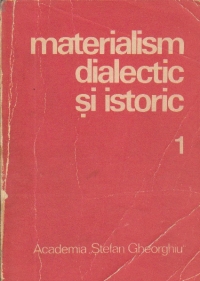 materialism
dialectic
și istoric
1
Academia „Ștefan Gheorghiu”